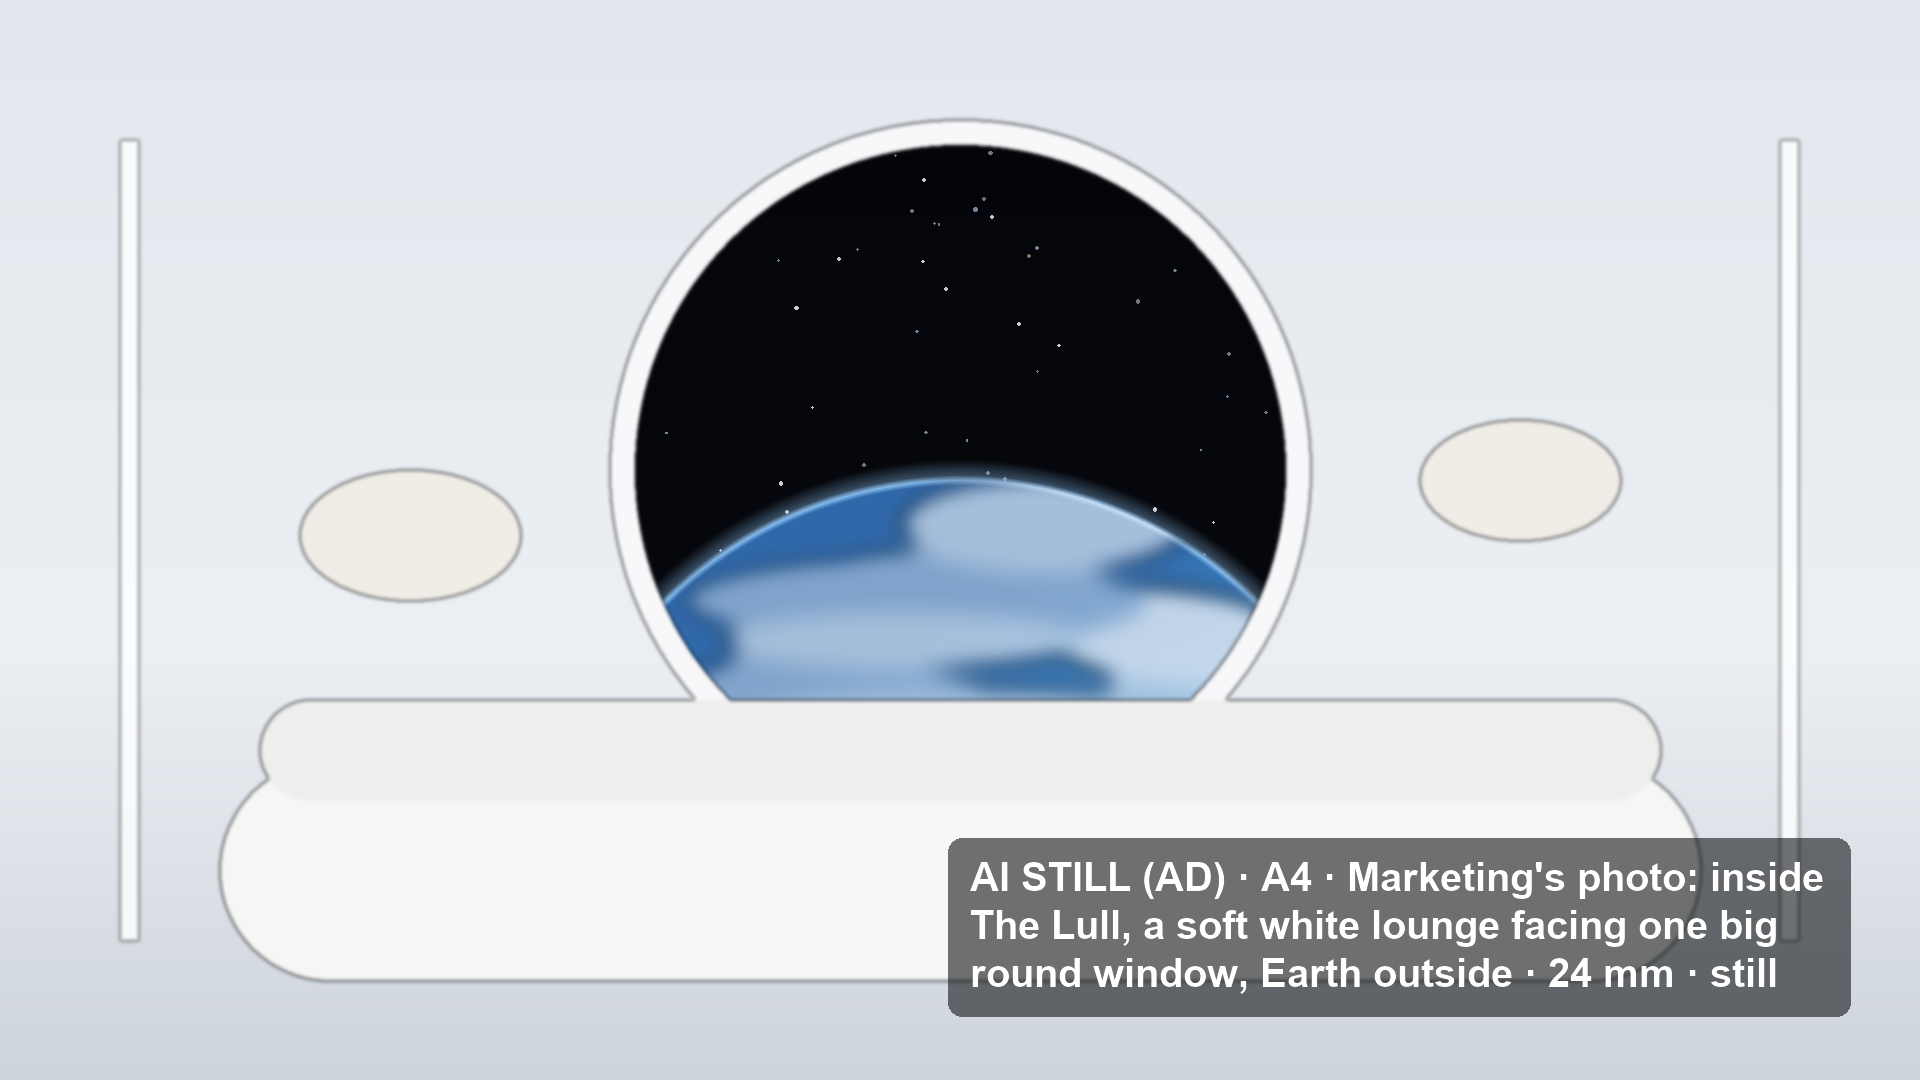 AI STILL (AD) · A4 · Marketing's photo: inside
The Lull, a soft white lounge facing one big
round window, Earth outside · 24 mm · still